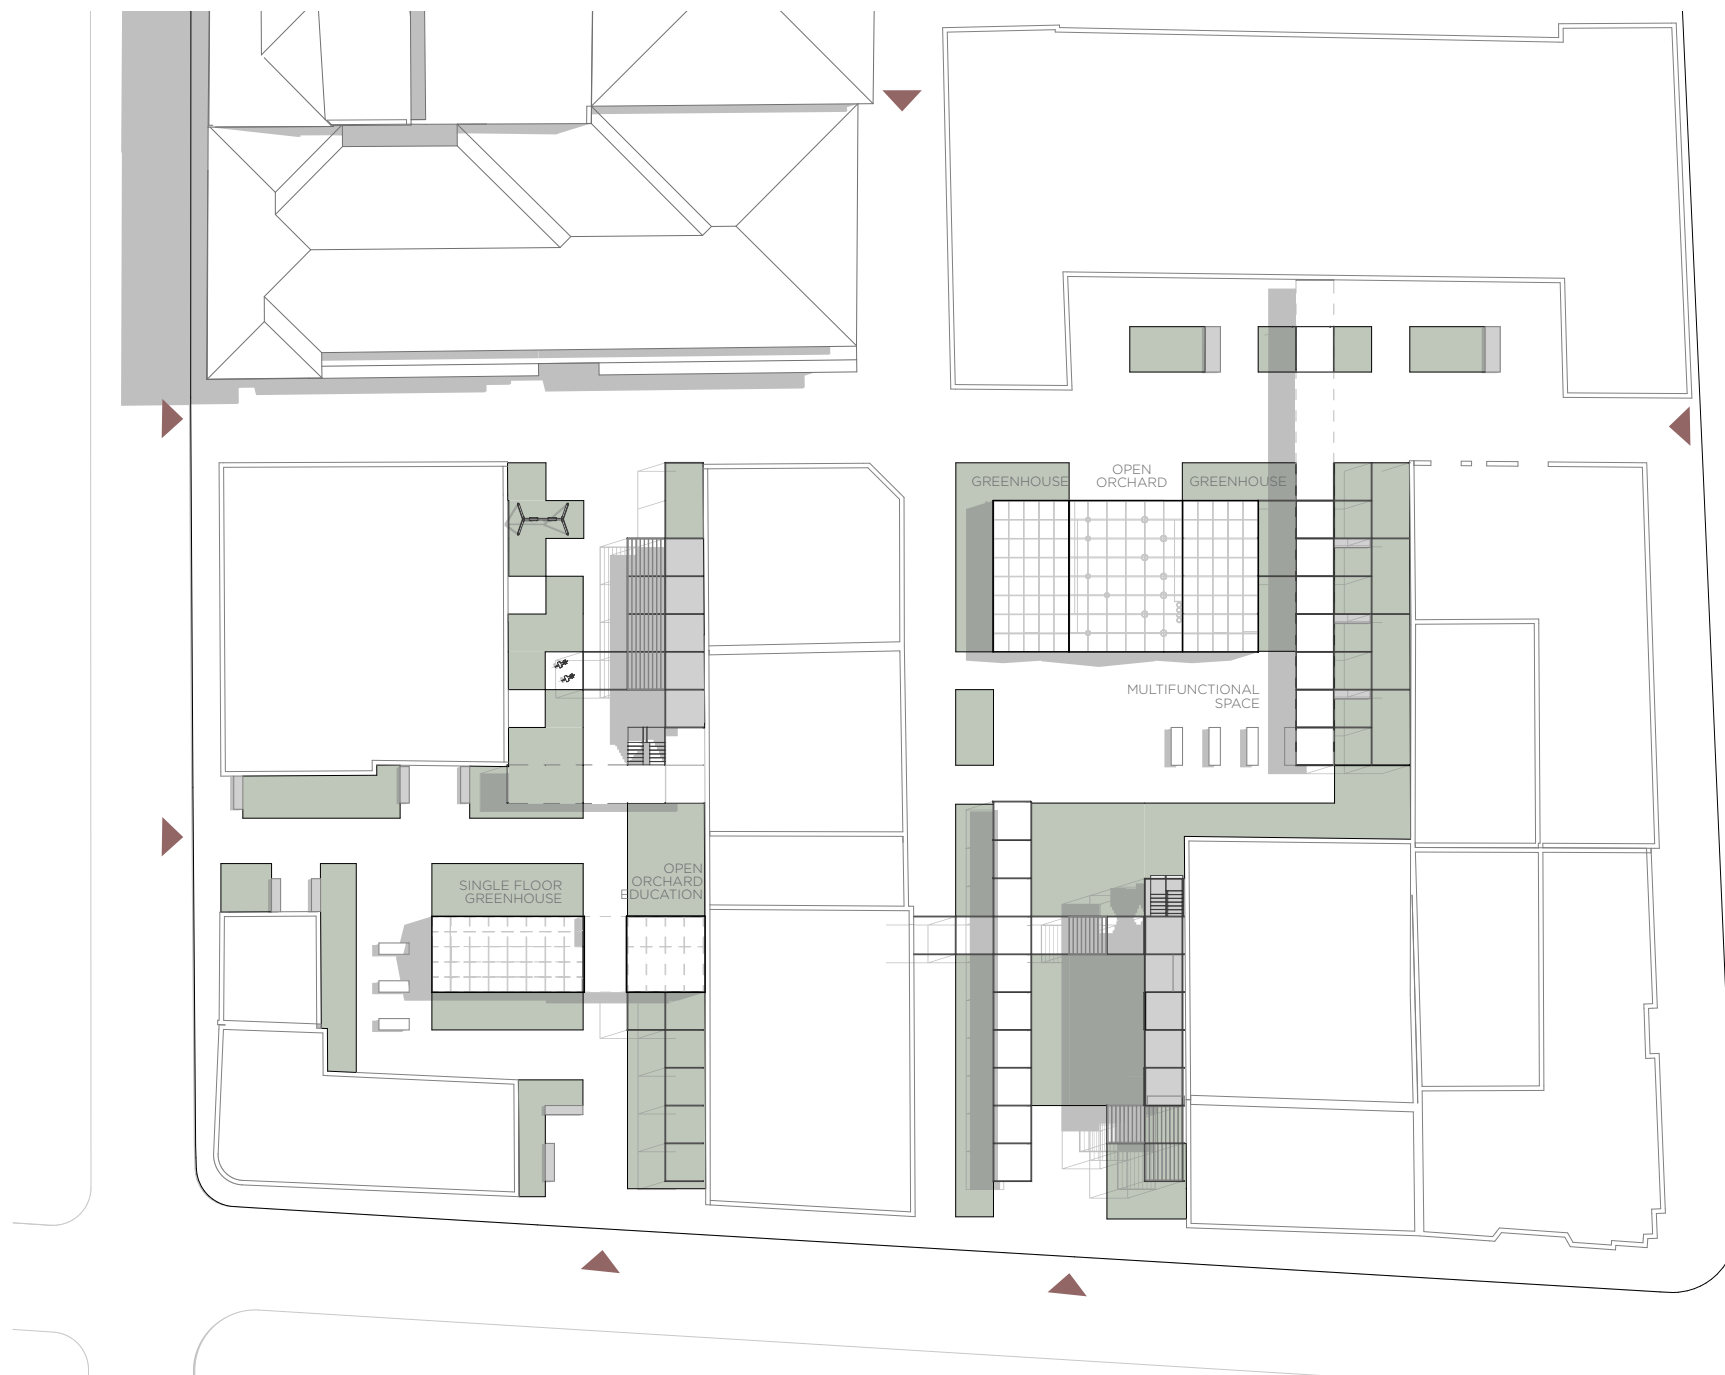 OPEN
ORCHARD
GREENHOUSE
GREENHOUSE
MULTIFUNCTIONAL
SPACE
OPEN
ORCHARD
EDUCATION
SINGLE FLOOR
GREENHOUSE